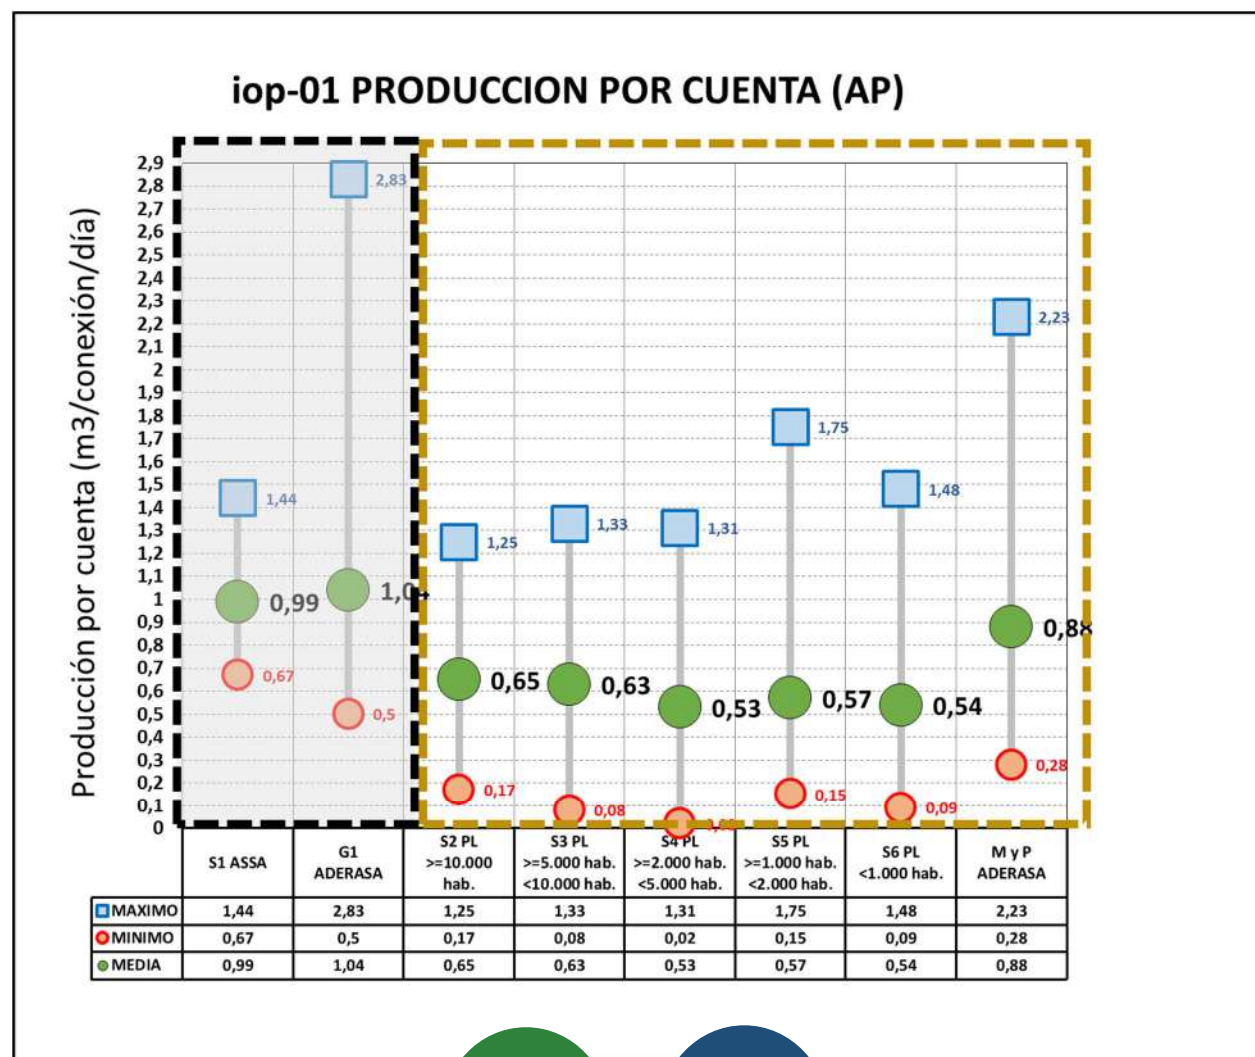 iop-01 PRODUCCION POR CUENTA (AP)
Producción por cuenta (m3/conexión/día)
2,9
2,8
2,7
2,6
2,5
2,4
2,3
2,2
2,1
2
1,9
1,8
1,7
1,6
1,5
1,4
1,3
1,2
1,1
1
0,9
0,8
0,7
0,6
0,5
0,4
0,3
0,2
0,1
0
1,44
0,99
0,67
2,83
1,04
0,5
1,25
0,65
0,17
1,33
0,63
0,08
1,31
0,53
1,75
0,57
0,15
1,48
0,54
0,09
2,23
0,88
0,28
S1 ASSA
G1
ADERASA
S2 PL
>=10.000
hab.
S3 PL
>=5.000 hab.
<10.000 hab.
S4 PL
>=2.000 hab.
<5.000 hab.
S5 PL
>=1.000 hab.
<2.000 hab.
S6 PL
<1.000 hab.
M y P
ADERASA
MAXIMO 1,44 2,83 1,25 1,33 1,31 1,75 1,48 2,23
MINIMO 0,67 0,5 0,17 0,08 0,02 0,15 0,09 0,28
MEDIA 0,99 1,04 0,65 0,63 0,53 0,57 0,54 0,88